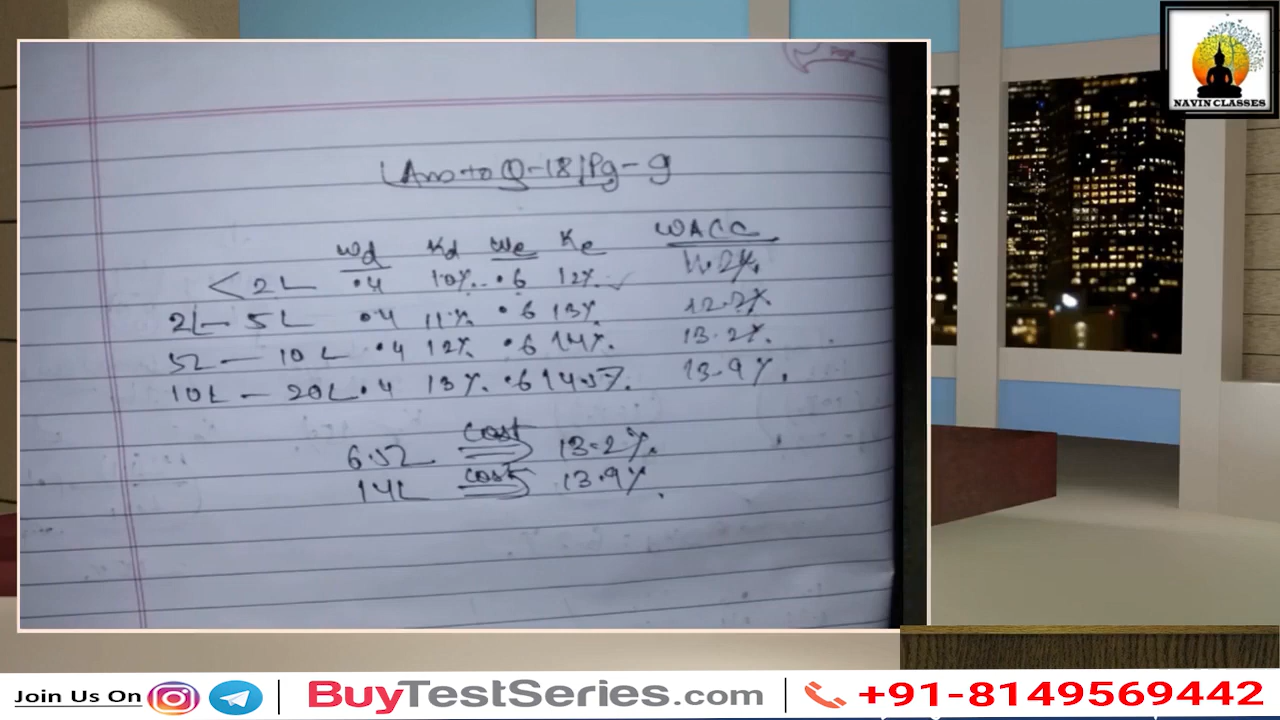 NAVIN CLASSES
Ans to Q-18|Pg-9
Wd Kd We Ke WACC
<2L .4 10%. .6 12%. 11.2%.
2L - 5L .4 11%. .6 13%. 12.2%.
5L - 10L .4 12%. .6 14%. 13.2%.
10L - 20L .4 13%. .6 14.5%. 13.9%.
6.5L cost 13.2%.
14L cost 13.9%.
Join Us On BuyTestSeries.com +91-8149569442